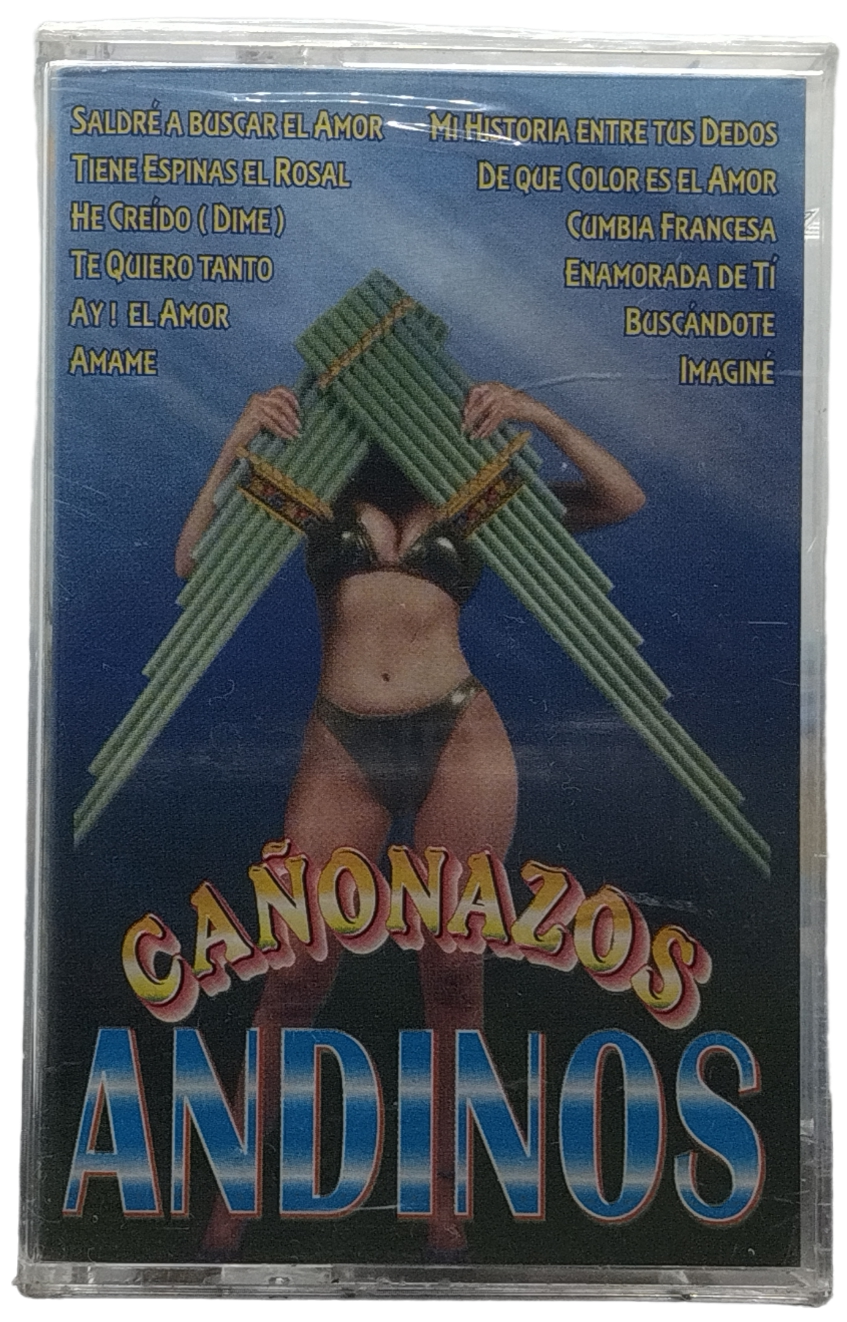 SALDRÉ A BUSCAR EL AMOR
TIENE ESPINAS EL ROSAL
HE CREÍDO (DIME)
TE QUIERO TANTO
AY! EL AMOR
AMAME
MI HISTORIA ENTRE TUS DEDOS
DE QUE COLOR ES EL AMOR
CUMBIA FRANCESA
ENAMORADA DE TÍ
BUSCÁNDOTE
IMAGINÉ
CAÑONAZOS
ANDINOS